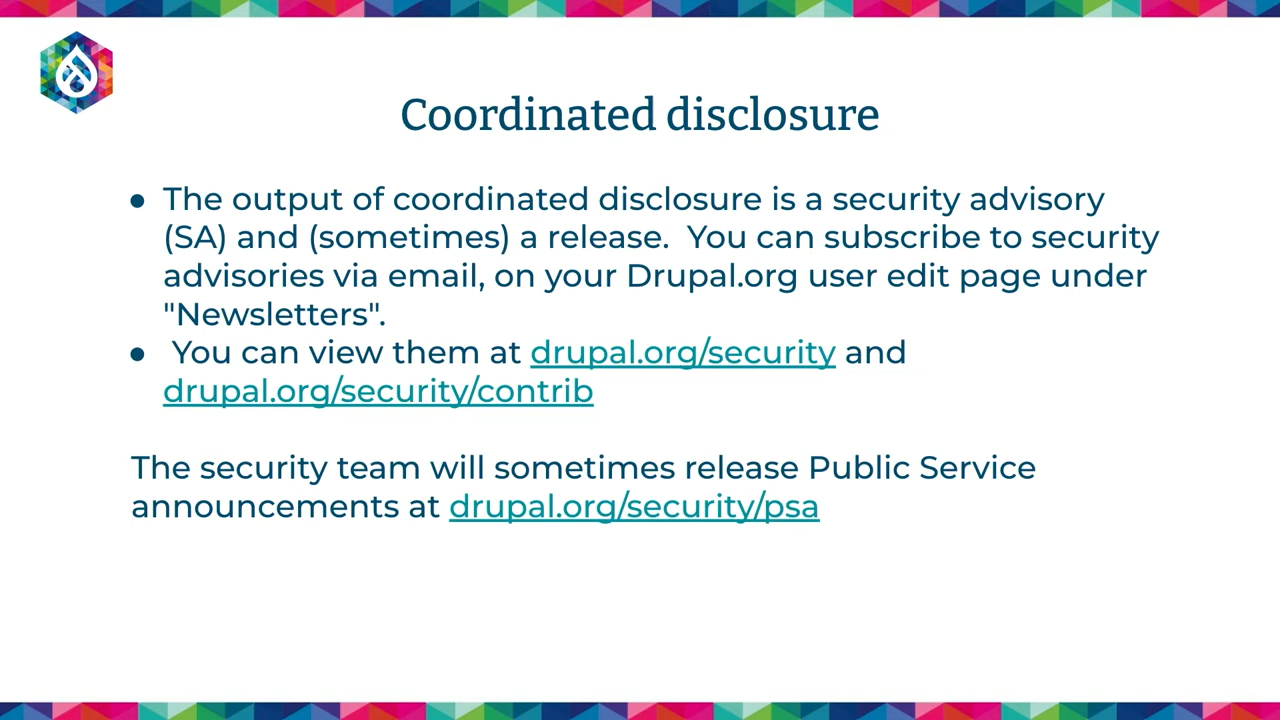 Coordinated disclosure
● The output of coordinated disclosure is a security advisory
(SA) and (sometimes) a release.  You can subscribe to security
advisories via email, on your Drupal.org user edit page under
"Newsletters".
● You can view them at drupal.org/security and
drupal.org/security/contrib
The security team will sometimes release Public Service
announcements at drupal.org/security/psa